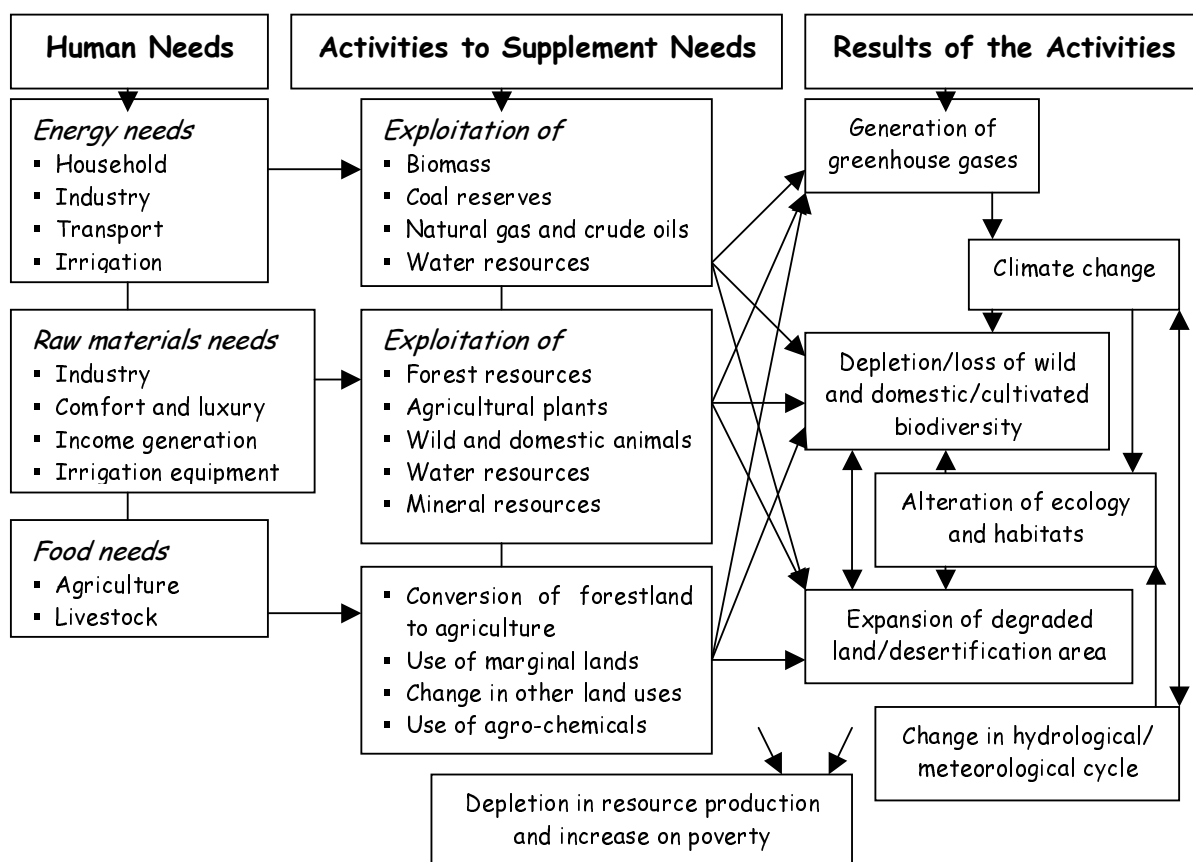 Human Needs
Activities to Supplement Needs
Results of the Activities
Energy needs
▪ Household
▪ Industry
▪ Transport
▪ Irrigation
Raw materials needs
▪ Industry
▪ Comfort and luxury
▪ Income generation
▪ Irrigation equipment
Food needs
▪ Agriculture
▪ Livestock
Exploitation of
▪ Biomass
▪ Coal reserves
▪ Natural gas and crude oils
▪ Water resources
Exploitation of
▪ Forest resources
▪ Agricultural plants
▪ Wild and domestic animals
▪ Water resources
▪ Mineral resources
▪ Conversion of forestland
to agriculture
▪ Use of marginal lands
▪ Change in other land uses
▪ Use of agro-chemicals
Generation of
greenhouse gases
Climate change
Depletion/loss of wild
and domestic/cultivated
biodiversity
Alteration of ecology
and habitats
Expansion of degraded
land/desertification area
Change in hydrological/
meteorological cycle
Depletion in resource production
and increase on poverty